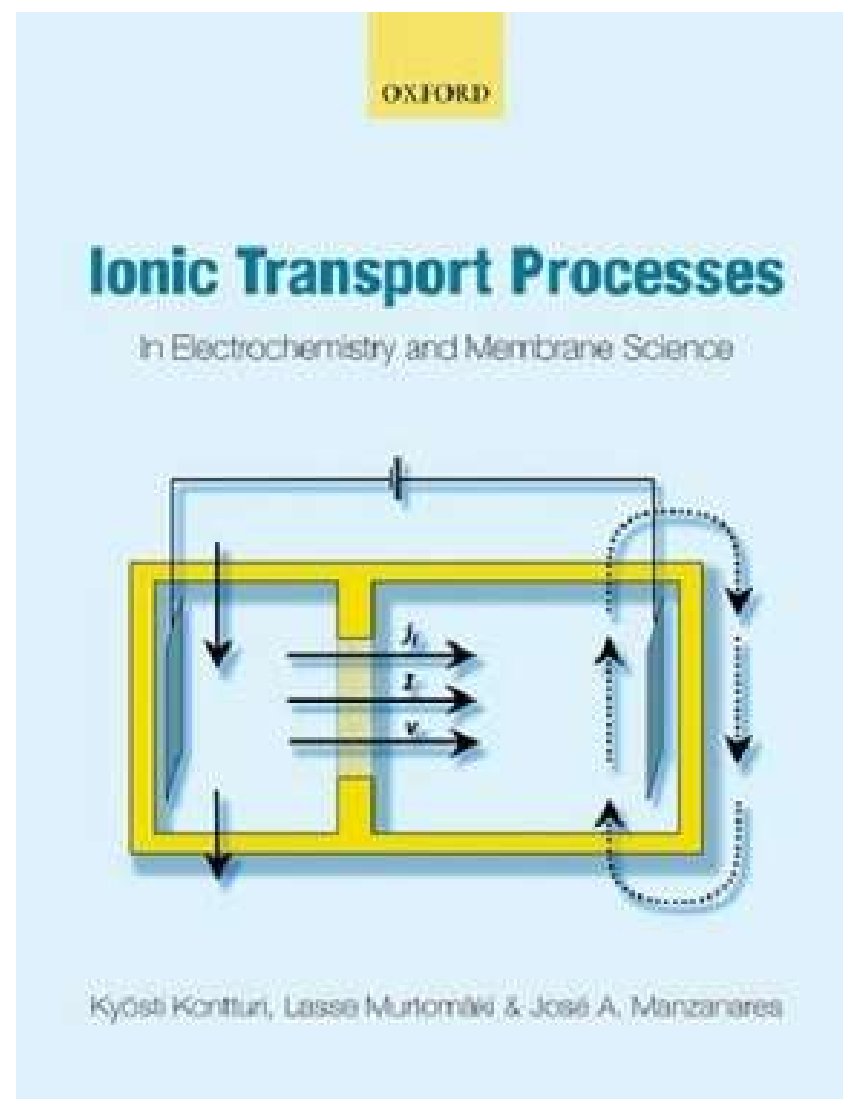 OXFORD
Ionic Transport Processes
In Electrochemistry and Membrane Science
Kyösti Kontturi, Lasse Murtomäki & José A. Manzanares